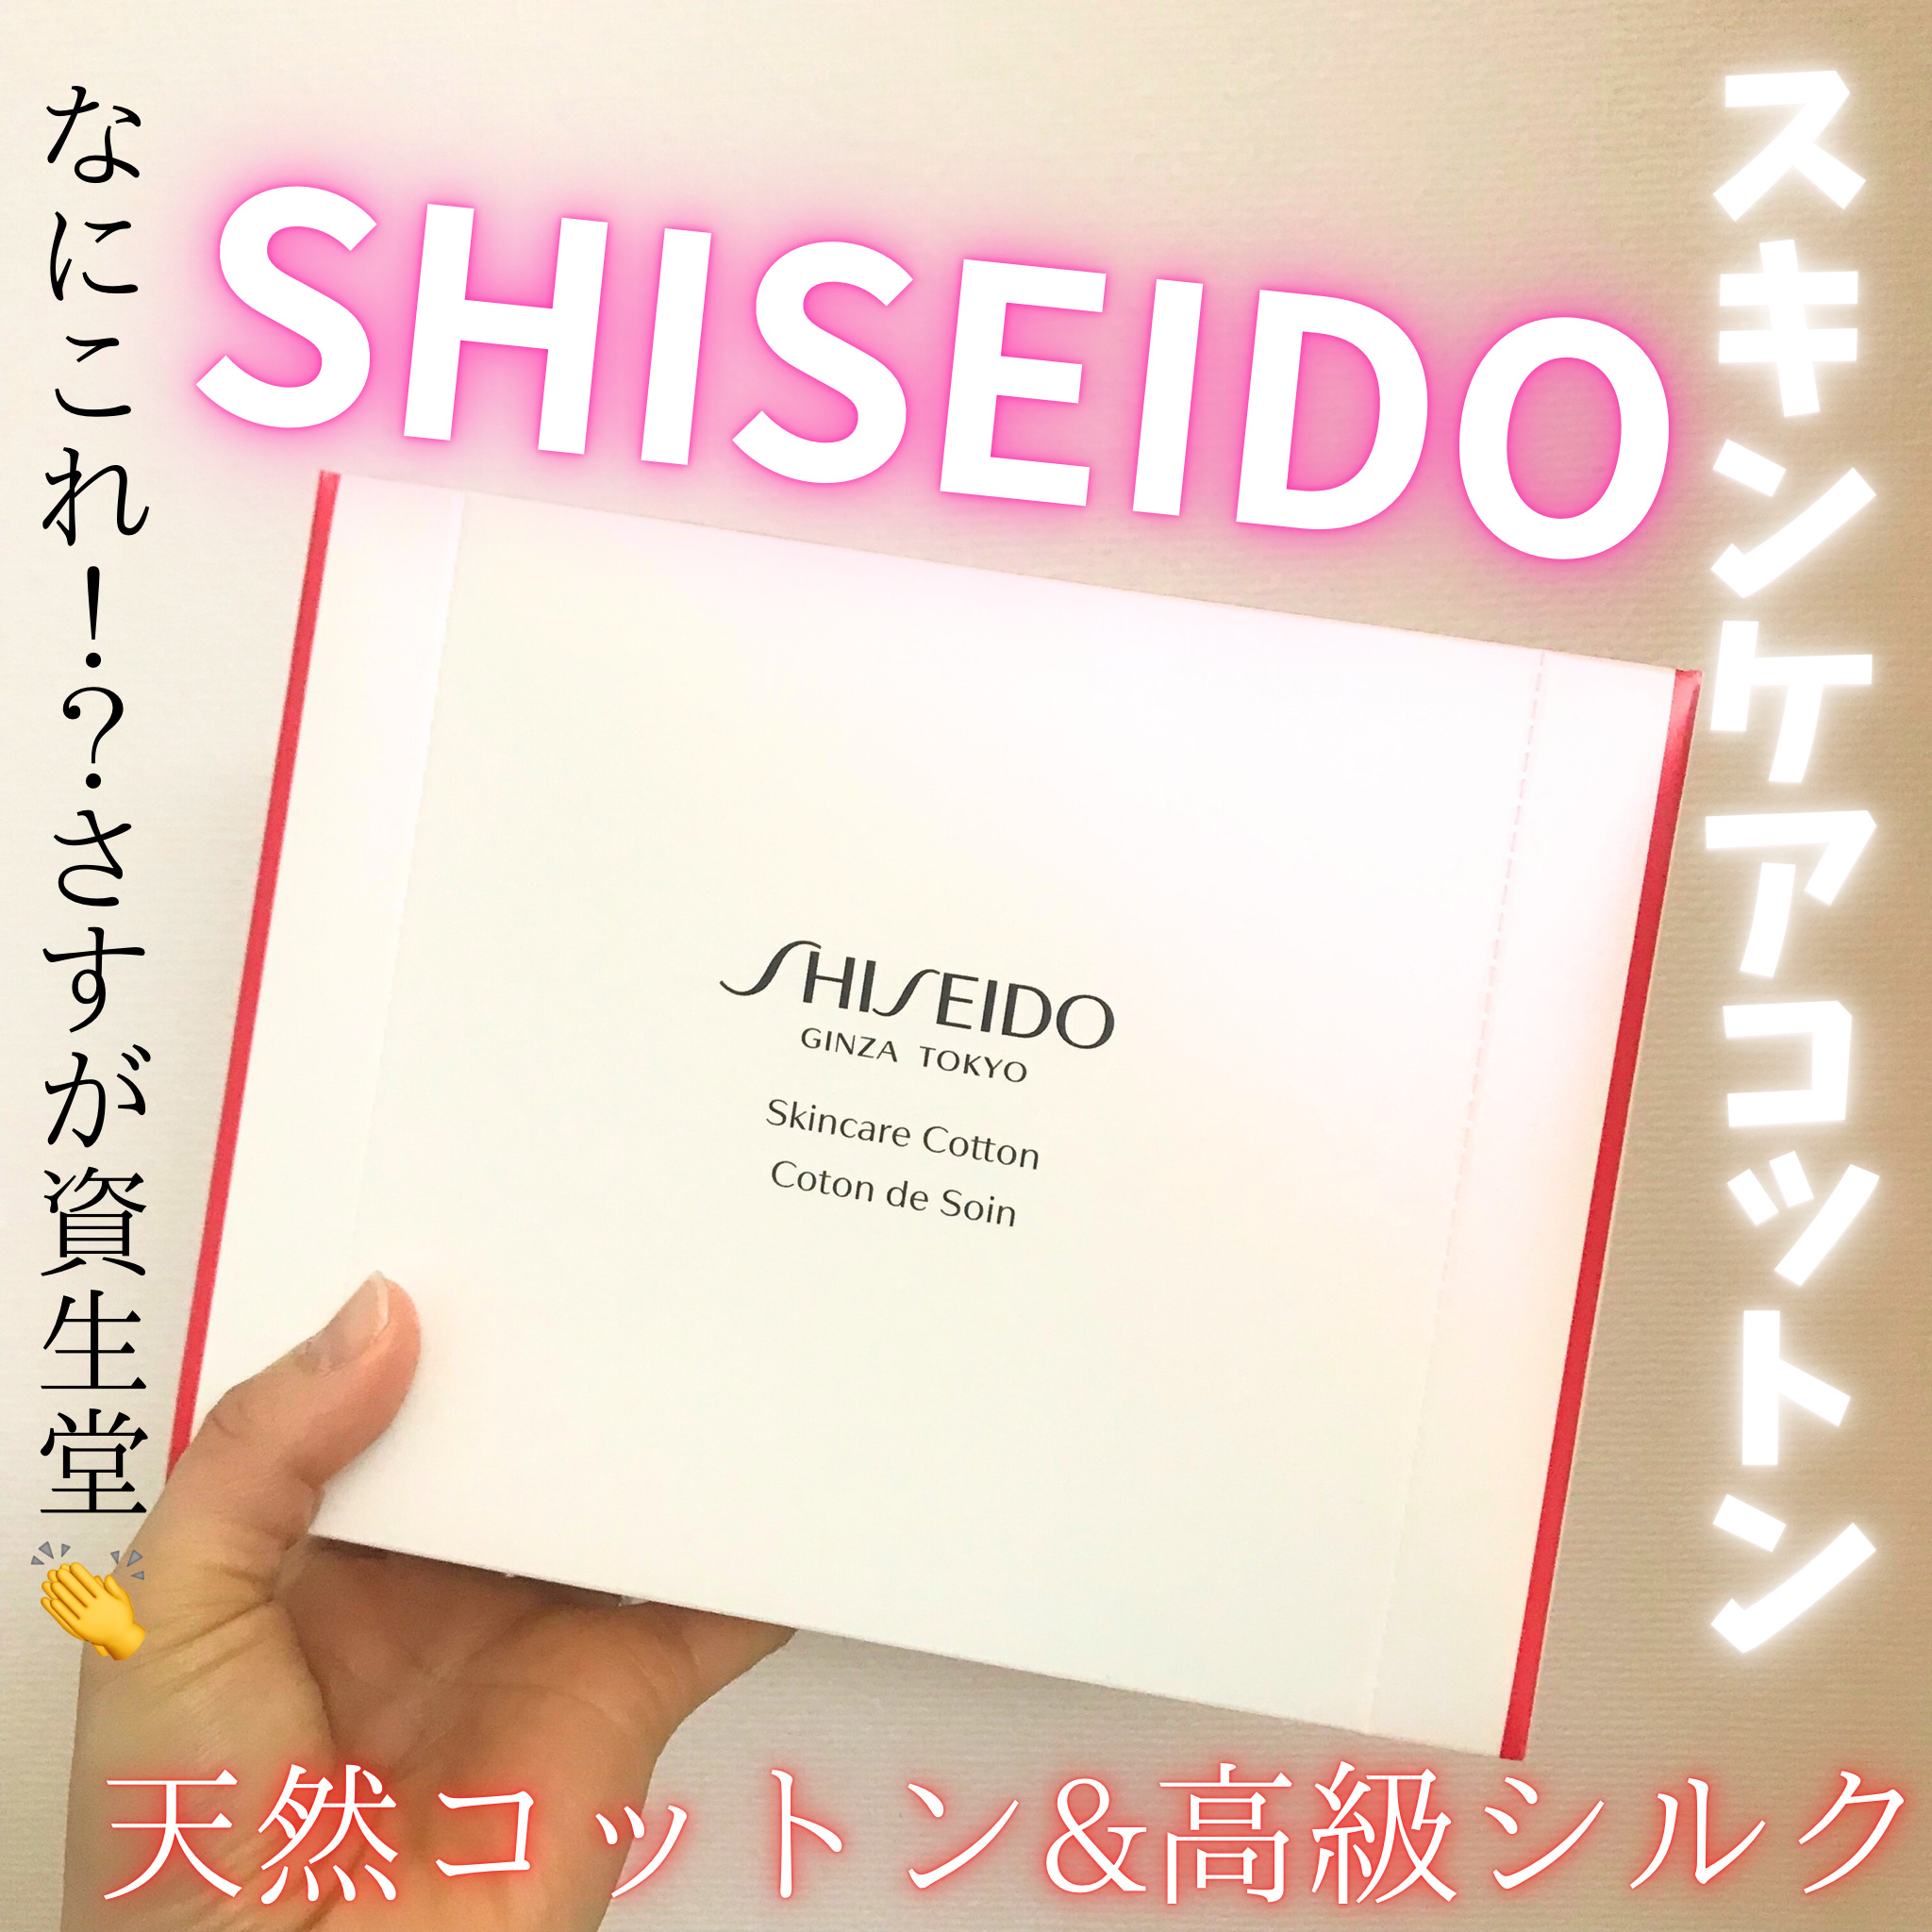 SHISEIDO
スキンケアコットン
なにこれ!?さすが資生堂👏
SHISEIDO
GINZA TOKYO
Skincare Cotton
Coton de Soin
天然コットン&高級シルク